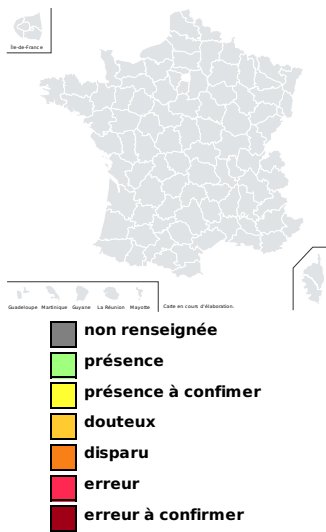 Île-de-France
Guadeloupe Martinique Guyane La Réunion Mayotte Carte en cours d'élaboration.
non renseignée
présence
présence à confimer
douteux
disparu
erreur
erreur à confirmer